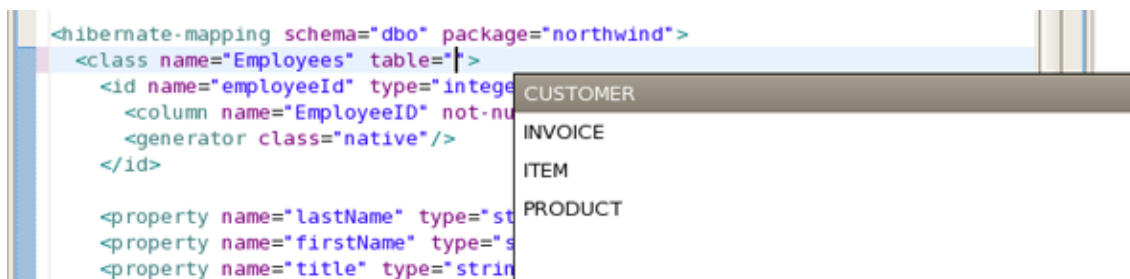 <hibernate-mapping schema="dbo" package="northwind">
<class name="Employees" table="">
<id name="employeeId" type="intege
CUSTOMER
<column name="EmployeeID" not-nu
INVOICE
<generator class="native"/>
</id>
ITEM
PRODUCT
<property name="lastName" type="st
<property name="firstName" type="s
<property name="title" type="strin